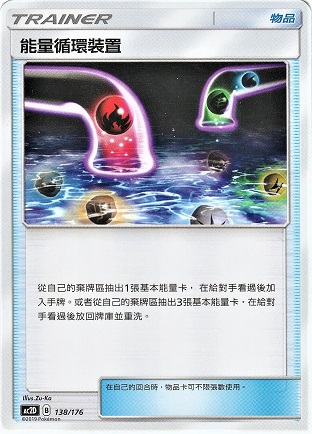 TRAINER
物品
能量循環裝置
從自己的棄牌區抽出1張基本能量卡，在給對手看過後加
入手牌。或者從自己的棄牌區抽出3張基本能量卡，在給對
手看過後放回牌庫並重洗。
Illus.Zu-Ka
AC2D B 138/176
©2019 Pokémon
在自己的回合時，物品卡可不限張數使用。